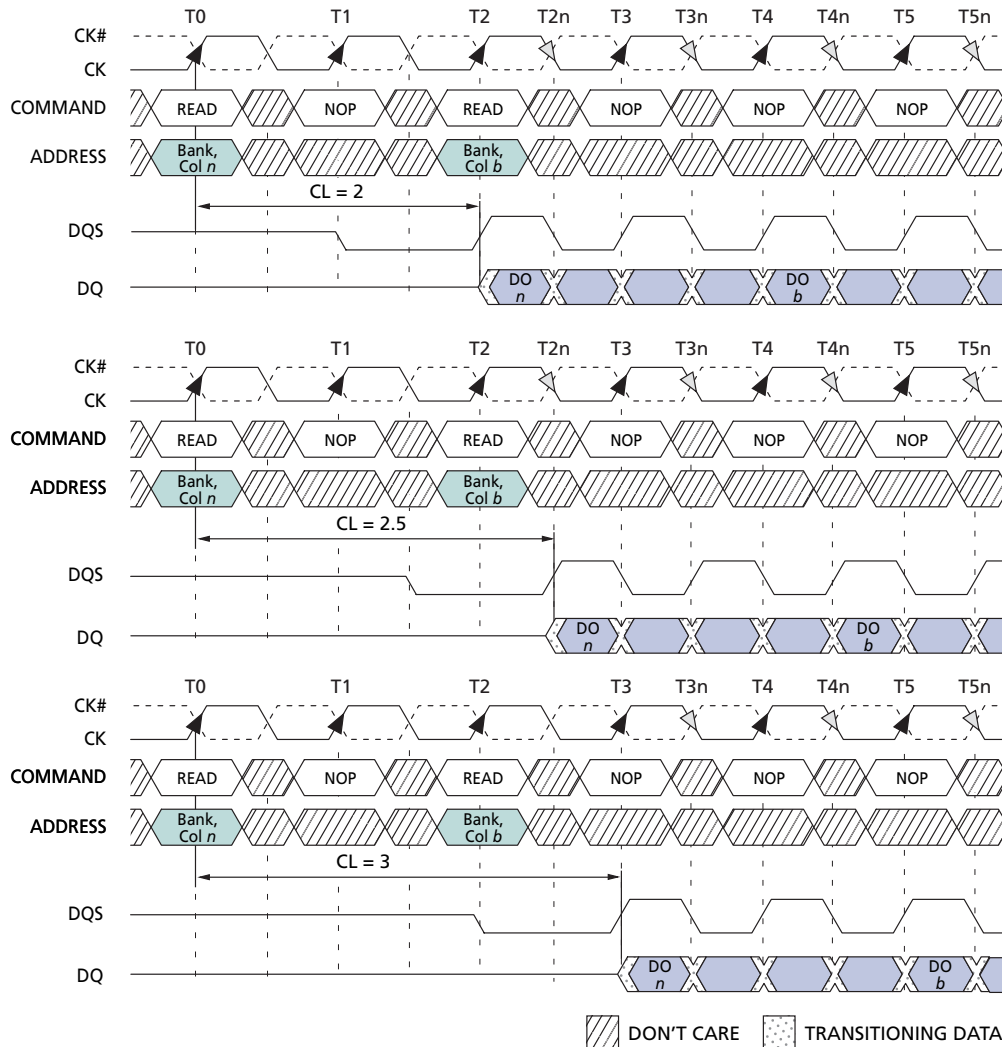 T0 T1 T2 T2n T3 T3n T4 T4n T5 T5n
CK#
CK
COMMAND READ NOP READ NOP NOP NOP
ADDRESS Bank, Col n Bank, Col b
CL = 2
DQS
DQ DO n DO b
T0 T1 T2 T2n T3 T3n T4 T4n T5 T5n
CK#
CK
COMMAND READ NOP READ NOP NOP NOP
ADDRESS Bank, Col n Bank, Col b
CL = 2.5
DQS
DQ DO n DO b
T0 T1 T2 T3 T3n T4 T4n T5 T5n
CK#
CK
COMMAND READ NOP READ NOP NOP NOP
ADDRESS Bank, Col n Bank, Col b
CL = 3
DQS
DQ DO n DO b
DON'T CARE TRANSITIONING DATA